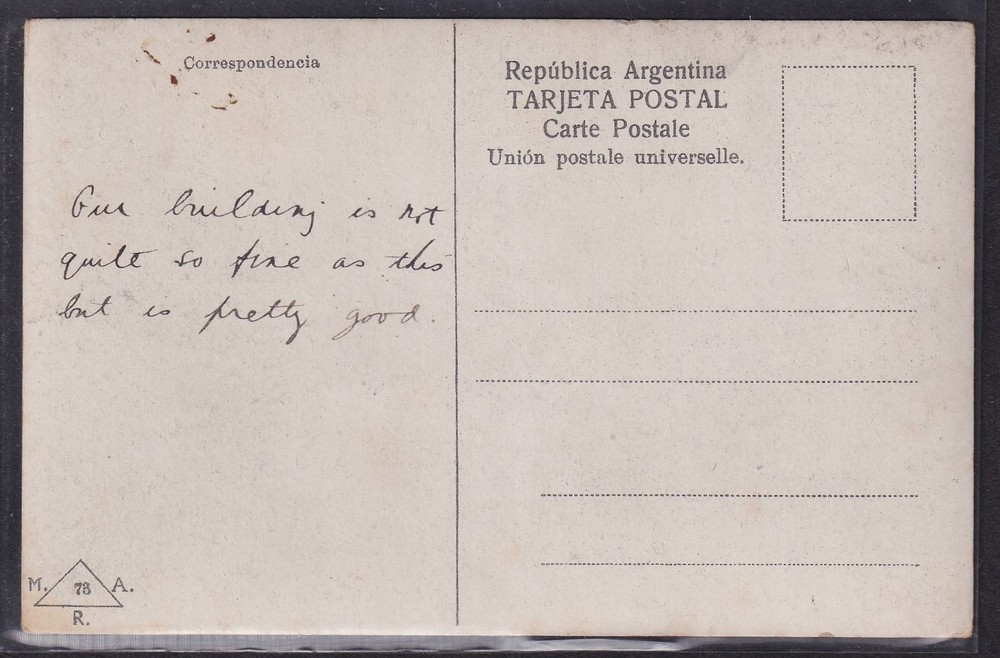 Correspondencia
Our building is not
quite so fine as this
but is pretty good.
M. 73 A.
R.
República Argentina
TARJETA POSTAL
Carte Postale
Unión postale universelle.